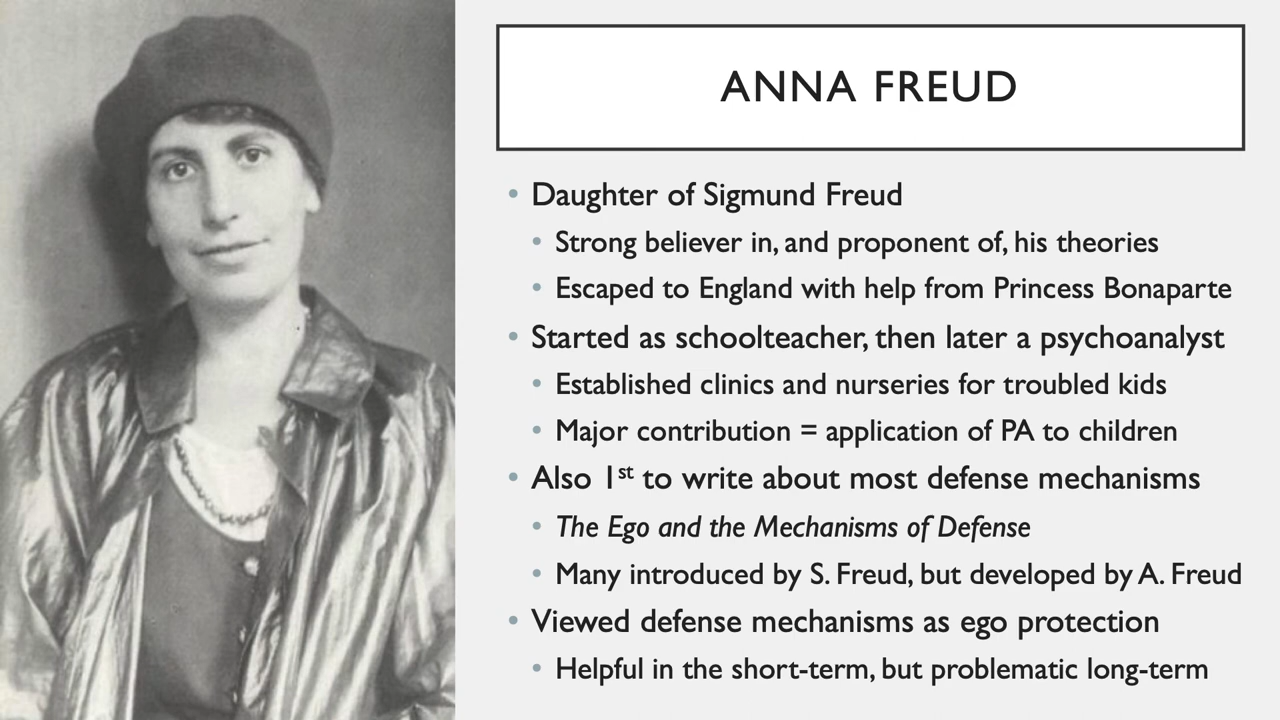 ANNA FREUD
• Daughter of Sigmund Freud
• Strong believer in, and proponent of, his theories
• Escaped to England with help from Princess Bonaparte
• Started as schoolteacher, then later a psychoanalyst
• Established clinics and nurseries for troubled kids
• Major contribution = application of PA to children
• Also 1st to write about most defense mechanisms
• The Ego and the Mechanisms of Defense
• Many introduced by S. Freud, but developed by A. Freud
• Viewed defense mechanisms as ego protection
• Helpful in the short-term, but problematic long-term